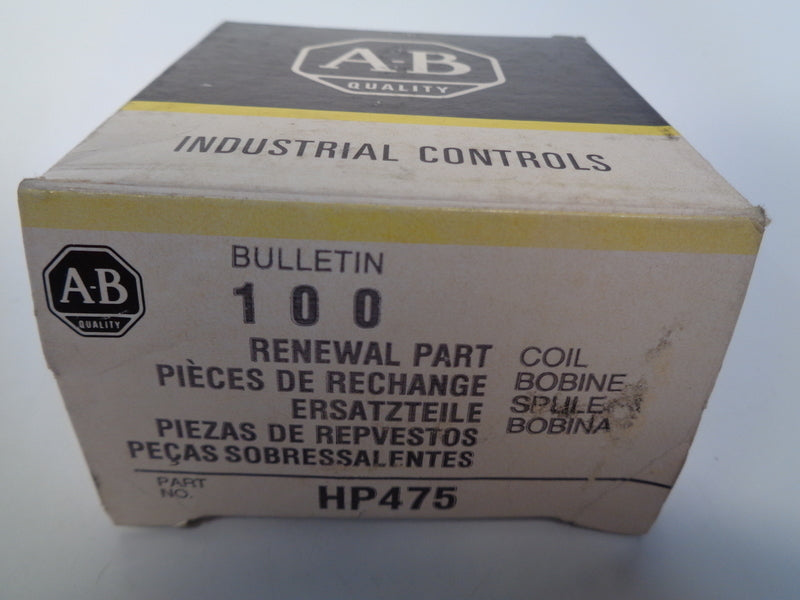 A-B
QUALITY
INDUSTRIAL CONTROLS
A-B
QUALITY
BULLETIN
100
RENEWAL PART
PIÈCES DE RECHANGE
ERSATZTEILE
PIEZAS DE REPVESTOS
PEÇAS SOBRESSALENTES
COIL
BOBINE
SPULE
BOBINA
PART
NO.
HP475